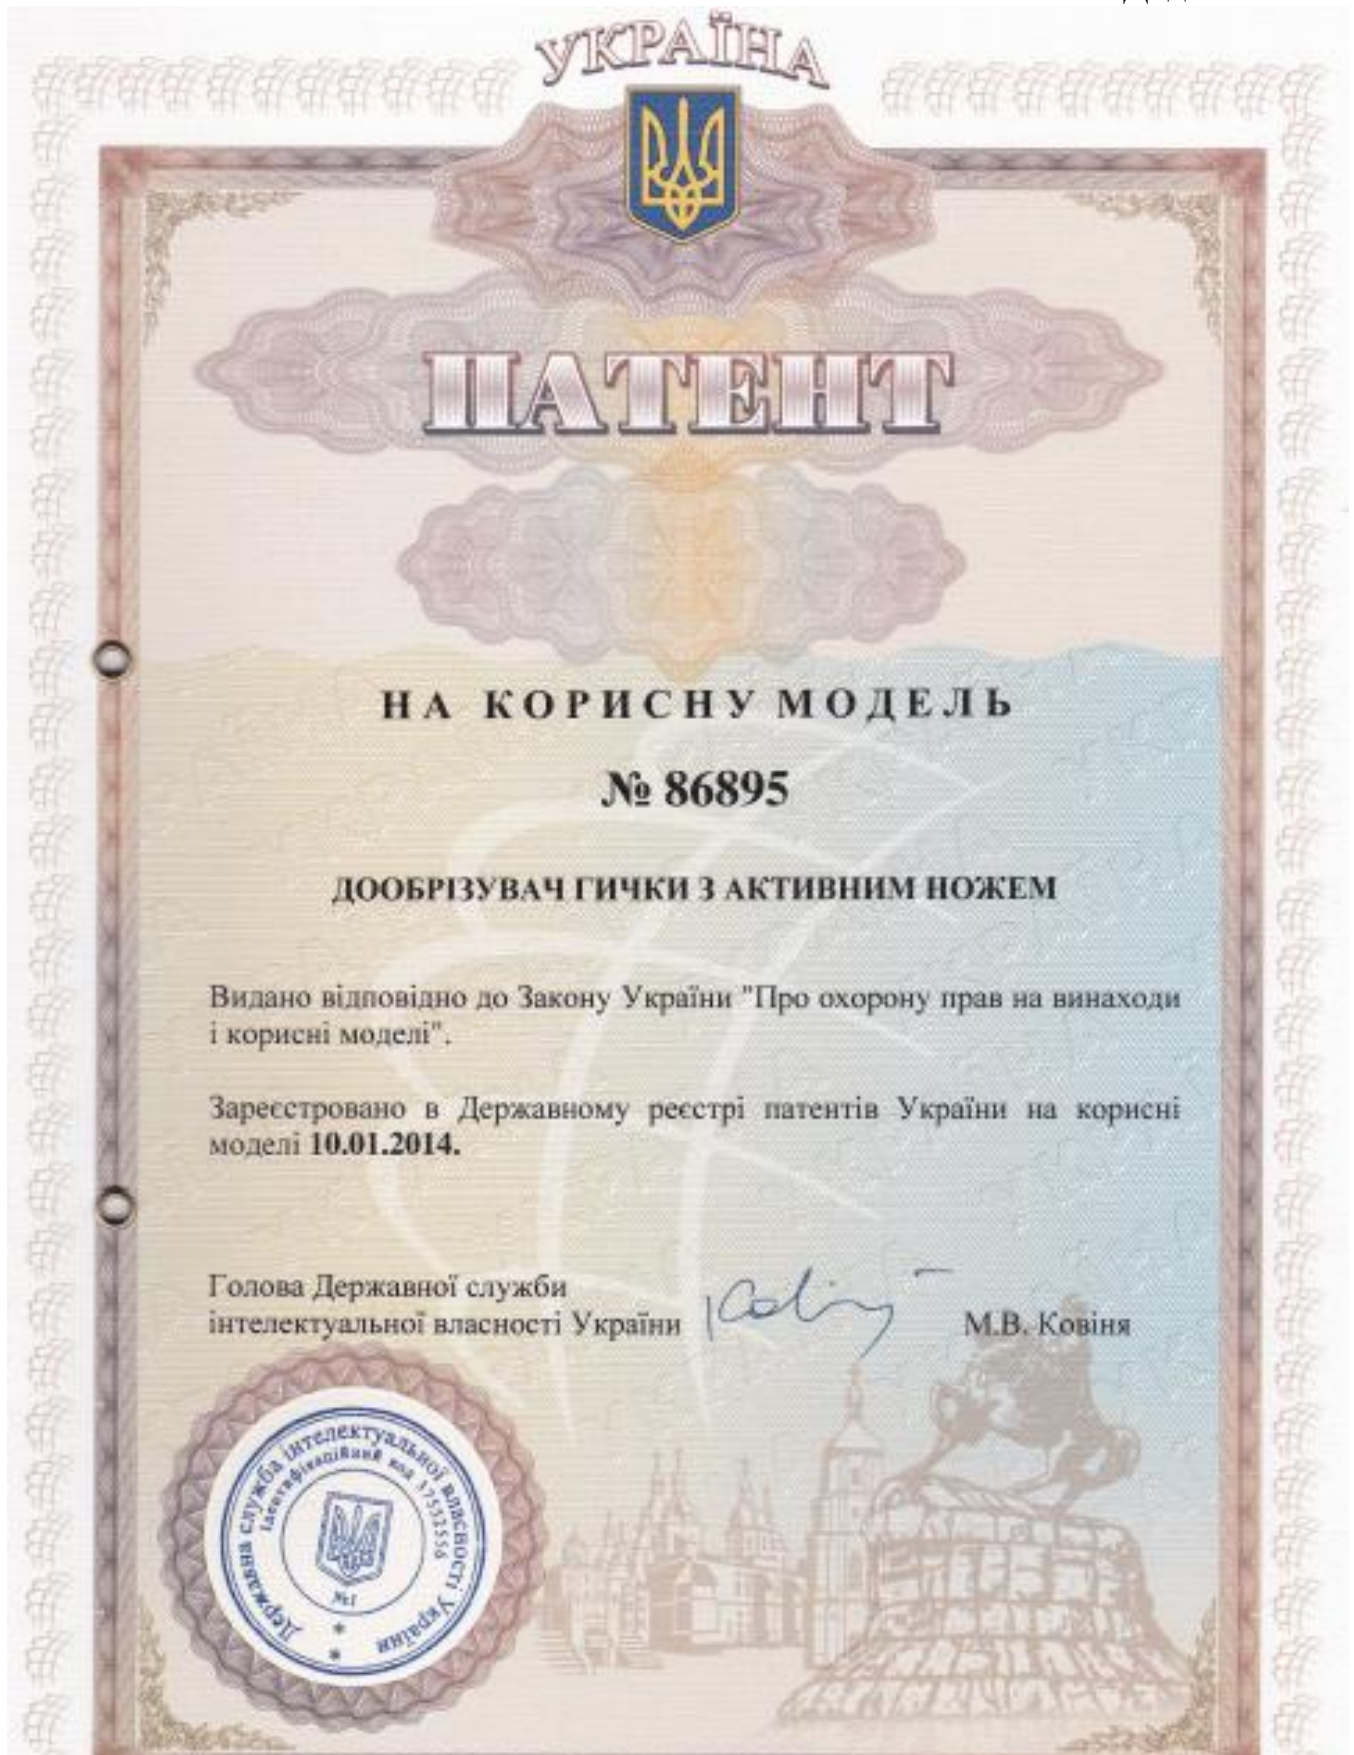 УКРАЇНА
ПАТЕНТ
НА КОРИСНУ МОДЕЛЬ
№ 86895
ДООБРІЗУВАЧ ГИЧКИ З АКТИВНИМ НОЖЕМ
Видано відповідно до Закону України "Про охорону прав на винаходи
і корисні моделі".
Зареєстровано в Державному реєстрі патентів України на корисні
моделі 10.01.2014.
Голова Державної служби
інтелектуальної власності України
М.В. Ковіня
Державна служба інтелектуальної власності України
ідентифікаційний код 37552556
№1